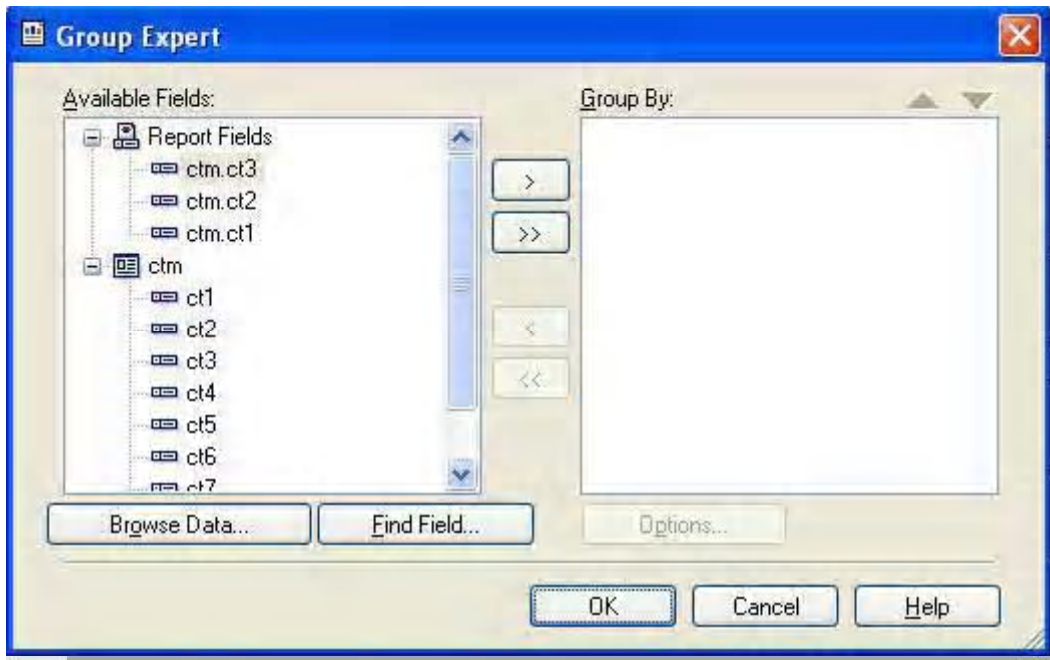 Group Expert
Available Fields:
Report Fields
ctm.ct3
ctm.ct2
ctm.ct1
ctm
ct1
ct2
ct3
ct4
ct5
ct6
ct7
Browse Data...
Find Field...
>
>>
<
<<
Group By:
Options...
OK
Cancel
Help